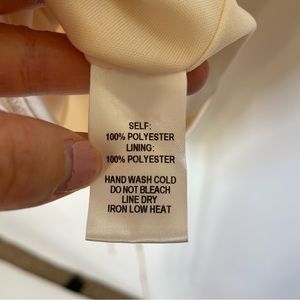 SELF:
100% POLYESTER
LINING:
100% POLYESTER
HAND WASH COLD
DO NOT BLEACH
LINE DRY
IRON LOW HEAT